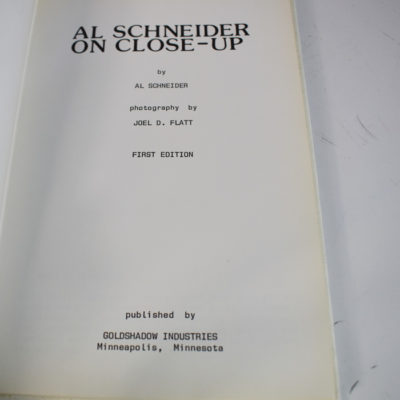 AL SCHNEIDER
ON CLOSE-UP
by
AL SCHNEIDER
photography by
JOEL D. FLATT
FIRST EDITION
published by
GOLDSHADOW INDUSTRIES
Minneapolis, Minnesota